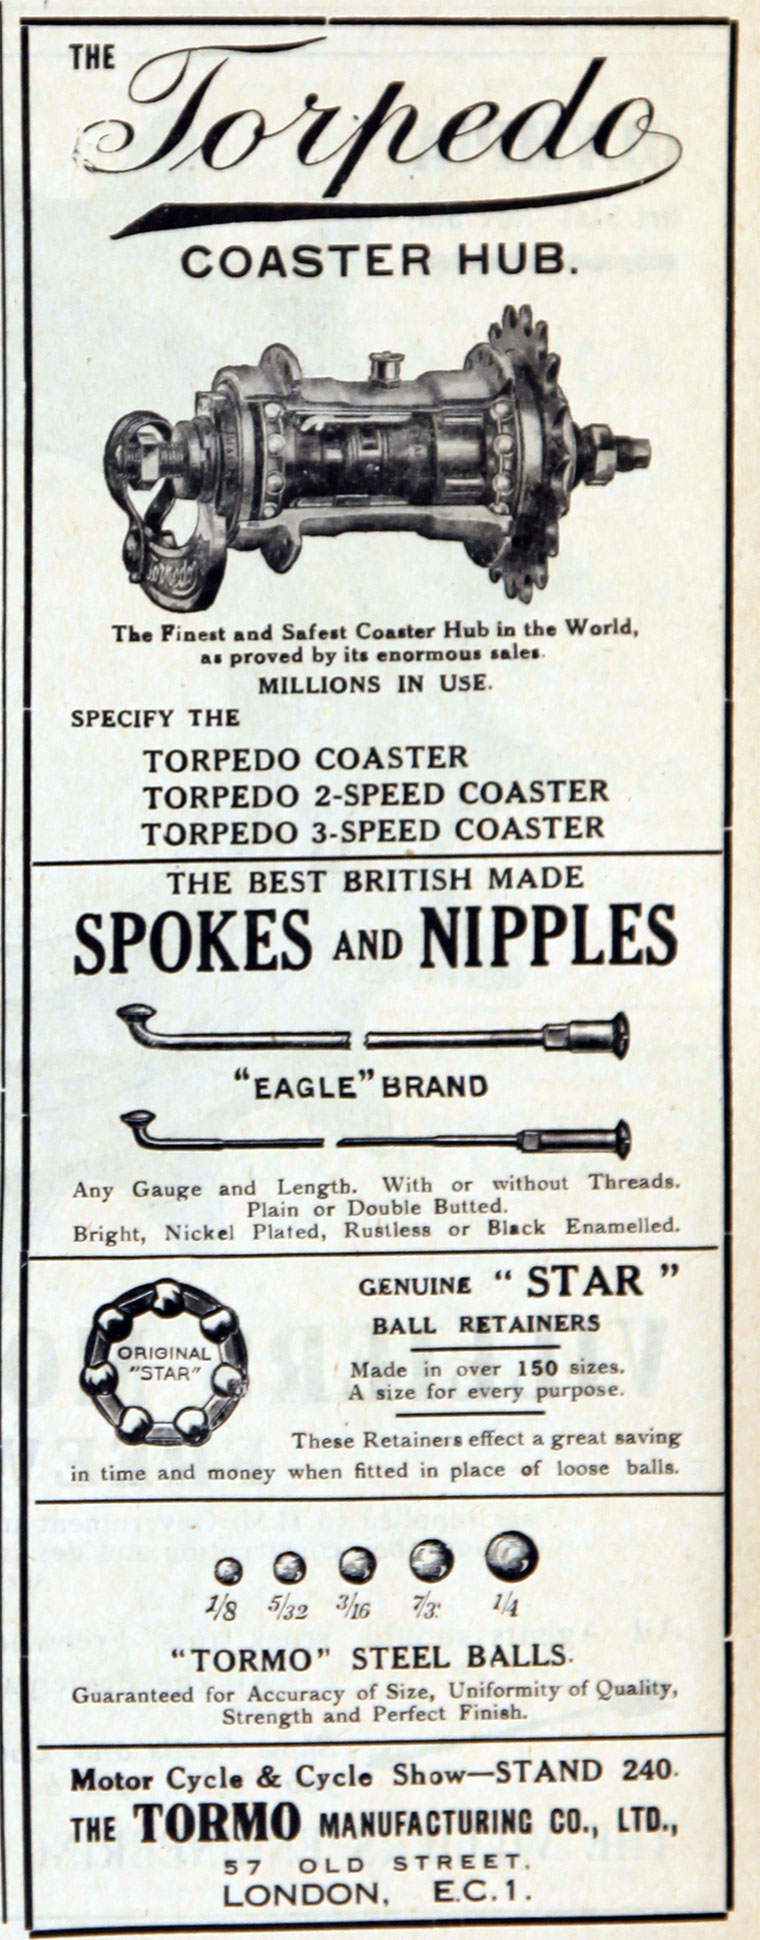 THE
Torpedo
COASTER HUB.
Torpedo
The Finest and Safest Coaster Hub in the World,
as proved by its enormous sales.
MILLIONS IN USE.
SPECIFY THE
TORPEDO COASTER
TORPEDO 2-SPEED COASTER
TORPEDO 3-SPEED COASTER
THE BEST BRITISH MADE
SPOKES AND NIPPLES
"EAGLE" BRAND
Any Gauge and Length. With or without Threads.
Plain or Double Butted.
Bright, Nickel Plated, Rustless or Black Enamelled.
GENUINE "STAR"
BALL RETAINERS
ORIGINAL
"STAR"
Made in over 150 sizes.
A size for every purpose.
These Retainers effect a great saving
in time and money when fitted in place of loose balls.
1/8 5/32 3/16 7/3 1/4
"TORMO" STEEL BALLS.
Guaranteed for Accuracy of Size, Uniformity of Quality,
Strength and Perfect Finish.
Motor Cycle & Cycle Show—STAND 240.
THE TORMO MANUFACTURING CO., LTD.,
57 OLD STREET,
LONDON, E.C.1.